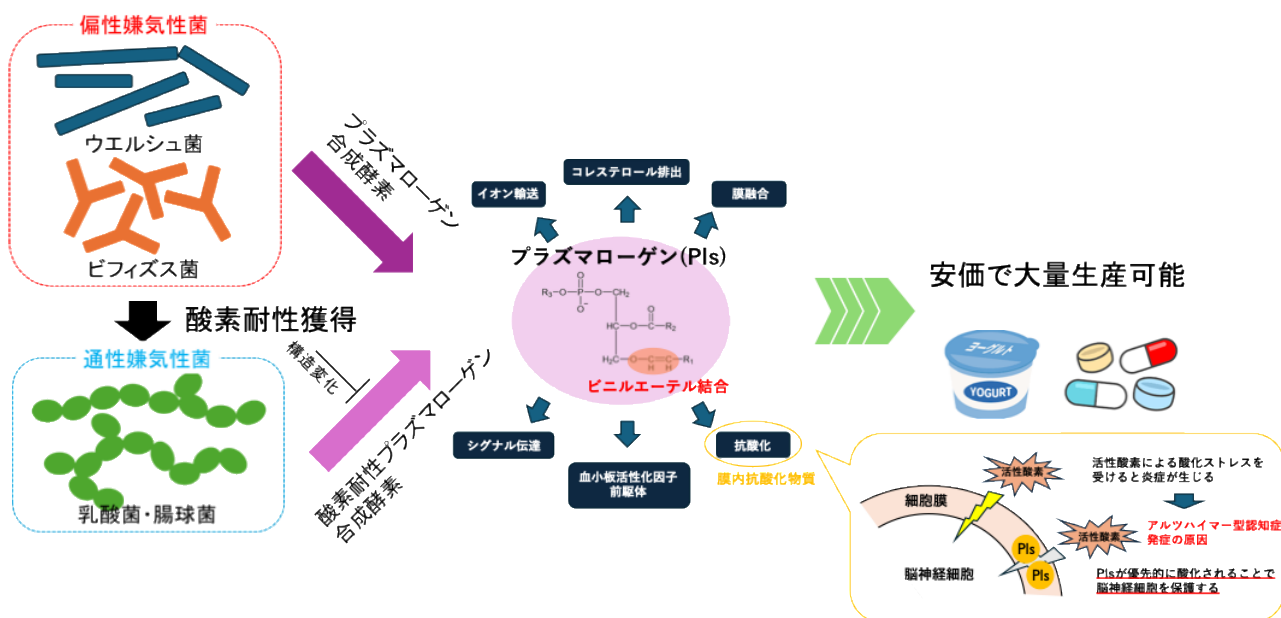 偏性嫌気性菌
ウエルシュ菌
ビフィズス菌
酸素耐性獲得
通性嫌気性菌
乳酸菌・腸球菌
プラズマローゲン
合成酵素
構造変化
酸素耐性プラズマローゲン
合成酵素
イオン輸送
コレステロール排出
膜融合
プラズマローゲン(Pls)
R₃-O-P-O-CH₂
O
O⁻
O
HC-O-C-R₂
H₂C-O-C=C-R₁
H H
ビニルエーテル結合
シグナル伝達
血小板活性化因子
前駆体
抗酸化
膜内抗酸化物質
安価で大量生産可能
ヨーグルト
YOGURT
活性酸素
活性酸素による酸化ストレスを
受けると炎症が生じる
細胞膜
活性酸素
アルツハイマー型認知症
発症の原因
Pls
Pls
脳神経細胞
Plsが優先的に酸化されることで
脳神経細胞を保護する